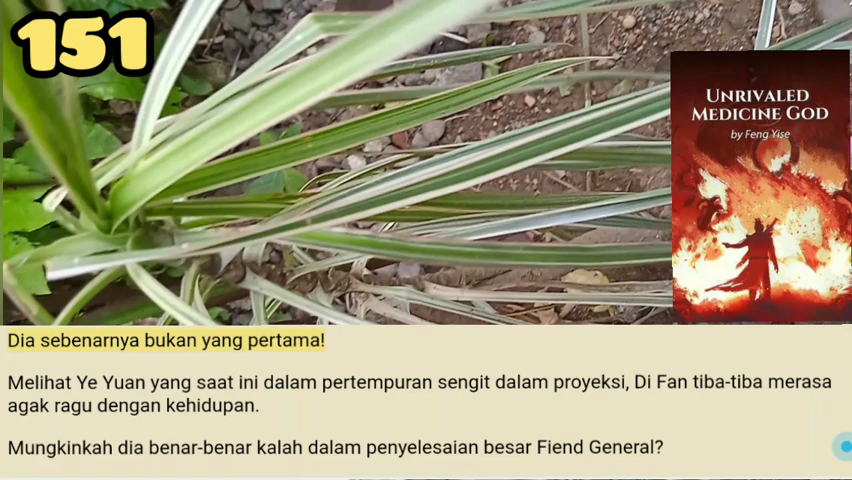 151
UNRIVALED
MEDICINE GOD
by Feng Yise
Dia sebenarnya bukan yang pertama!
Melihat Ye Yuan yang saat ini dalam pertempuran sengit dalam proyeksi, Di Fan tiba-tiba merasa
agak ragu dengan kehidupan.
Mungkinkah dia benar-benar kalah dalam penyelesaian besar Fiend General?